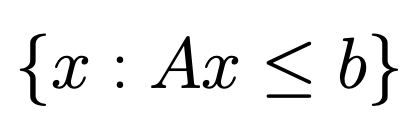 {x : Ax ≤ b}